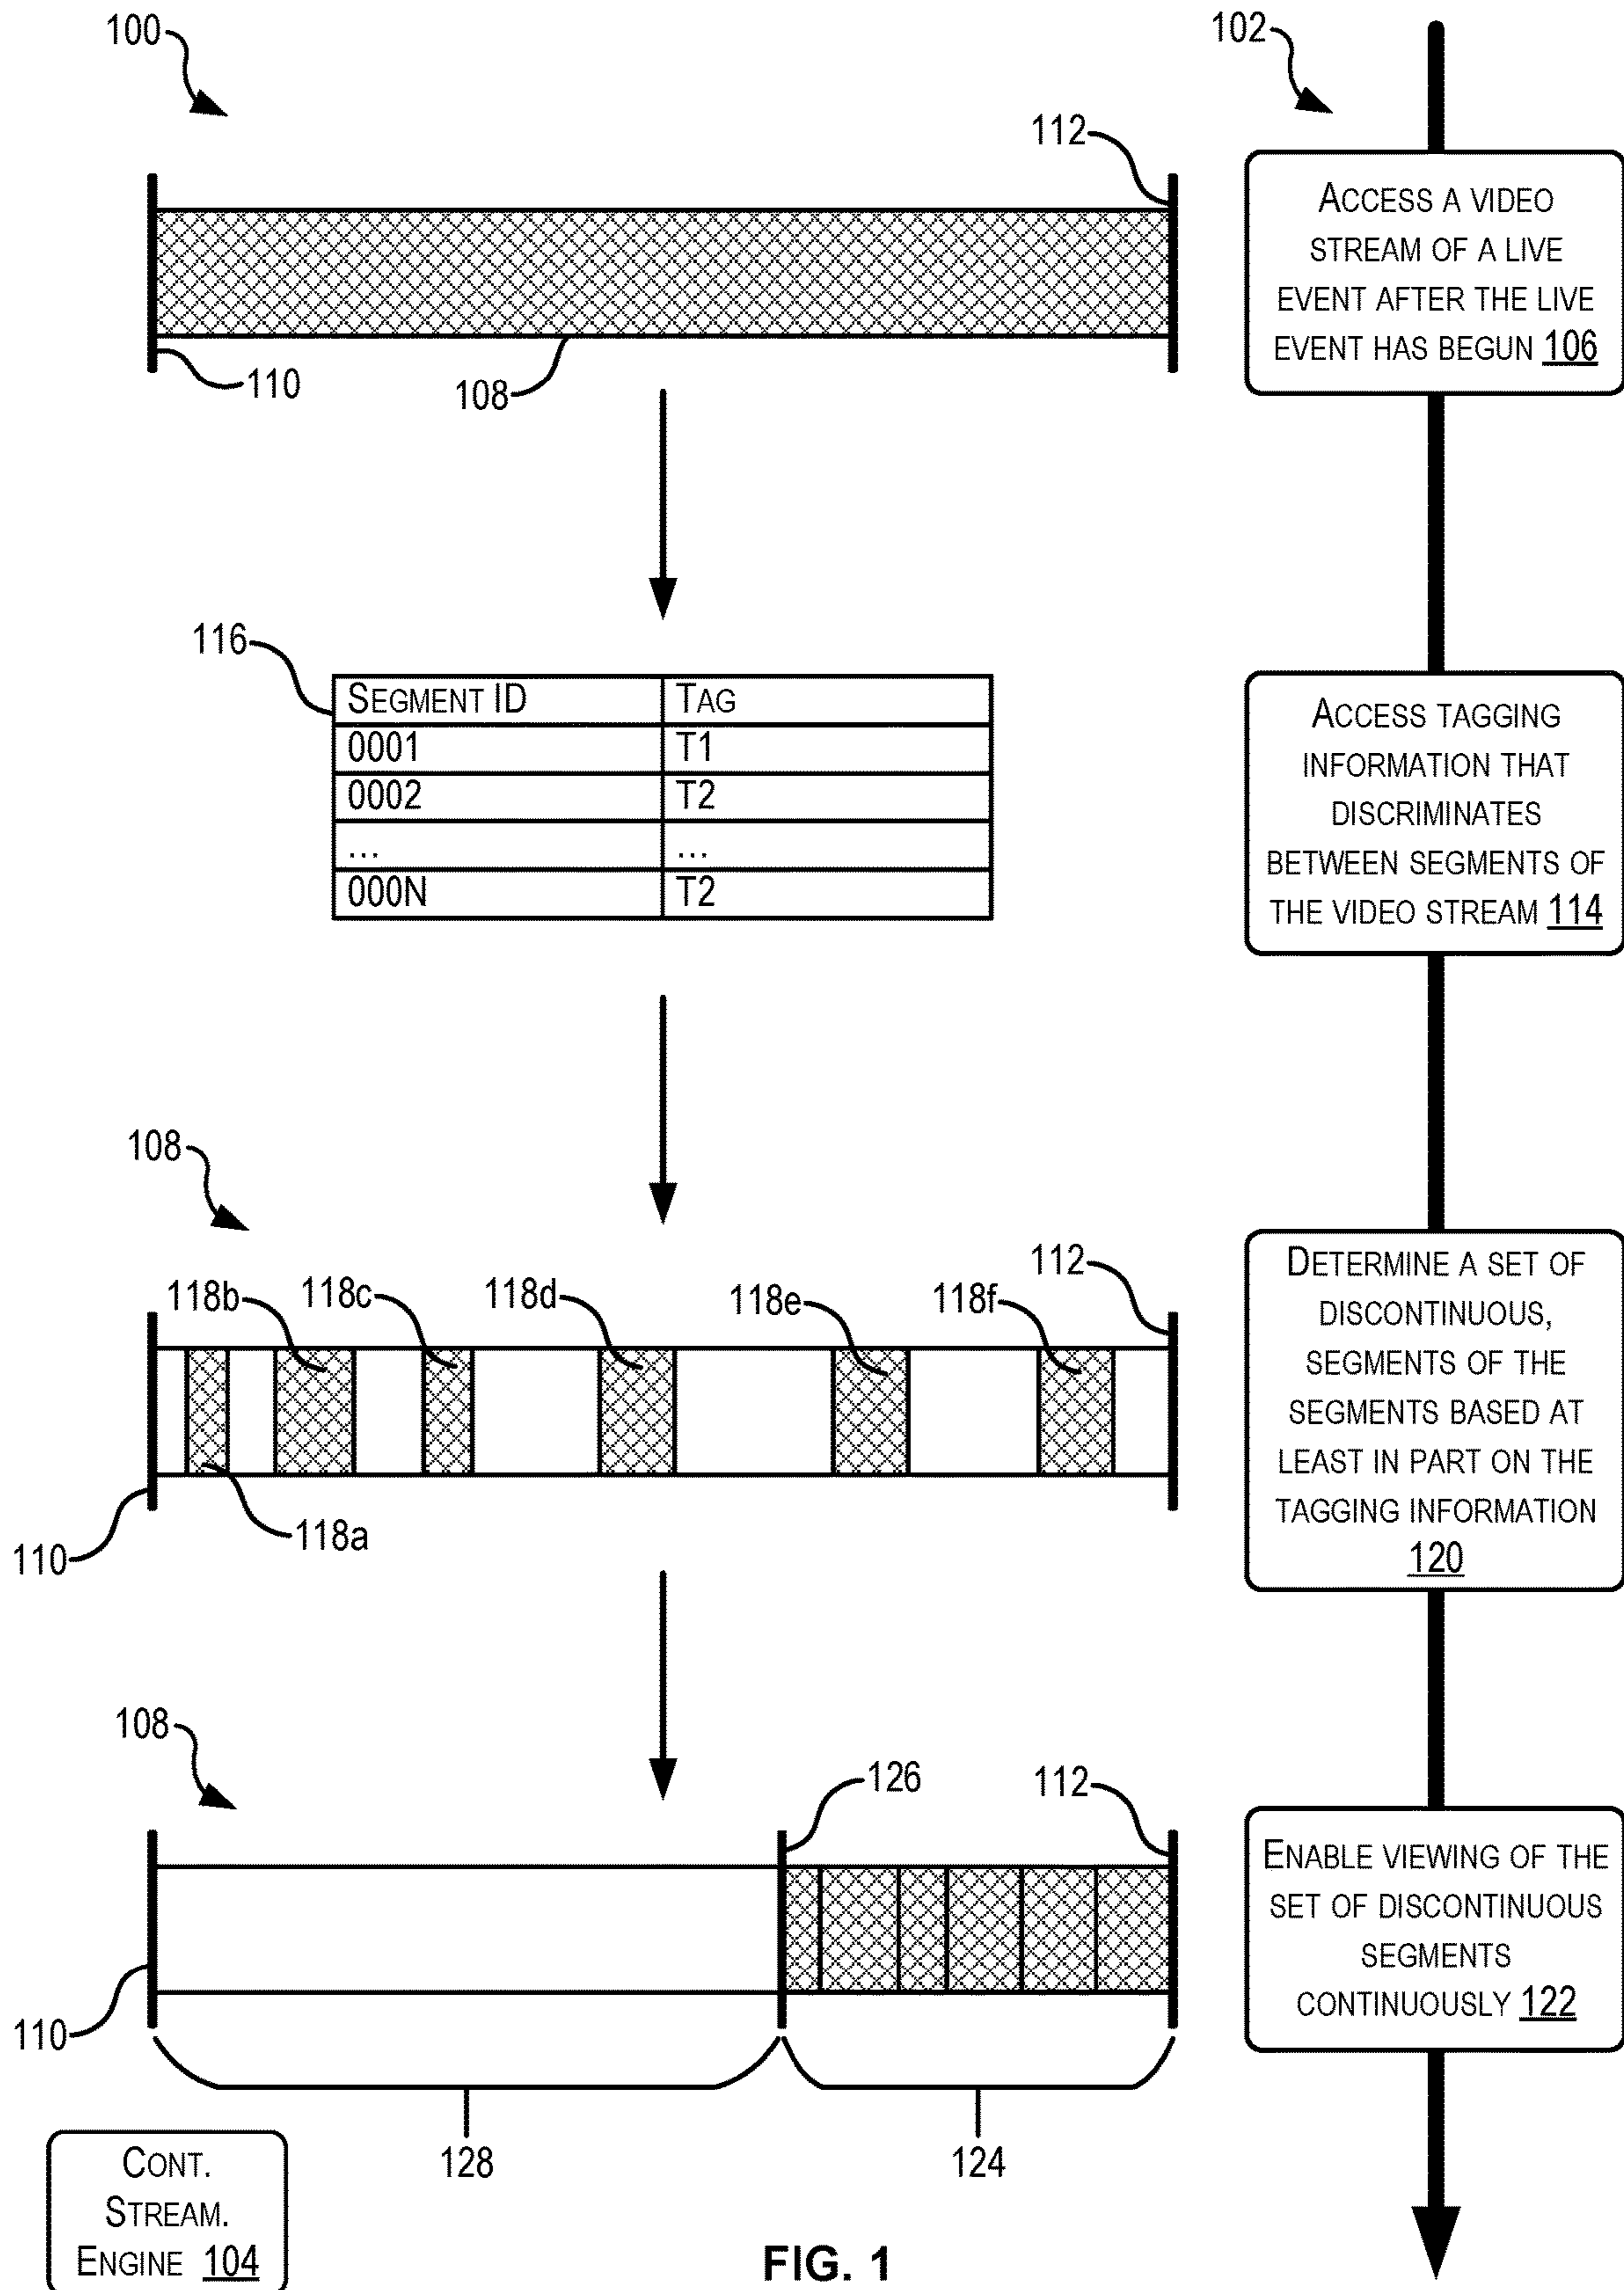 100
102
112
ACCESS A VIDEO
STREAM OF A LIVE
EVENT AFTER THE LIVE
EVENT HAS BEGUN 106
110
108
116
SEGMENT ID TAG
0001 T1
0002 T2
... ...
000N T2
ACCESS TAGGING
INFORMATION THAT
DISCRIMINATES
BETWEEN SEGMENTS OF
THE VIDEO STREAM 114
108
118b
118c
118d
118e
118f
112
110
118a
DETERMINE A SET OF
DISCONTINUOUS,
SEGMENTS OF THE
SEGMENTS BASED AT
LEAST IN PART ON THE
TAGGING INFORMATION
120
108
126
112
110
128
124
ENABLE VIEWING OF THE
SET OF DISCONTINUOUS
SEGMENTS
CONTINUOUSLY 122
CONT.
STREAM.
ENGINE 104
FIG. 1